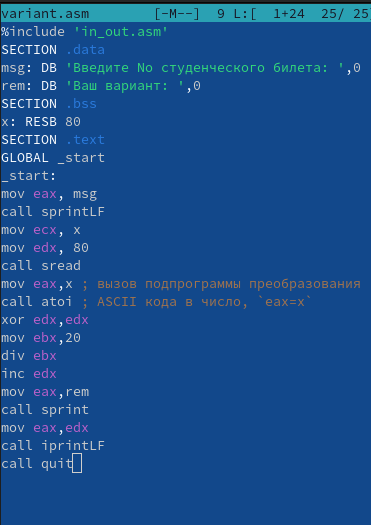 variant.asm [-M--] 9 L:[ 1+24 25/ 25
%include 'in_out.asm'
SECTION .data
msg: DB 'Введите No студенческого билета: ',0
rem: DB 'Ваш вариант: ',0
SECTION .bss
x: RESB 80
SECTION .text
GLOBAL _start
_start:
mov eax, msg
call sprintLF
mov ecx, x
mov edx, 80
call sread
mov eax,x ; вызов подпрограммы преобразования
call atoi ; ASCII кода в число, `eax=x`
xor edx,edx
mov ebx,20
div ebx
inc edx
mov eax,rem
call sprint
mov eax,edx
call iprintLF
call quit